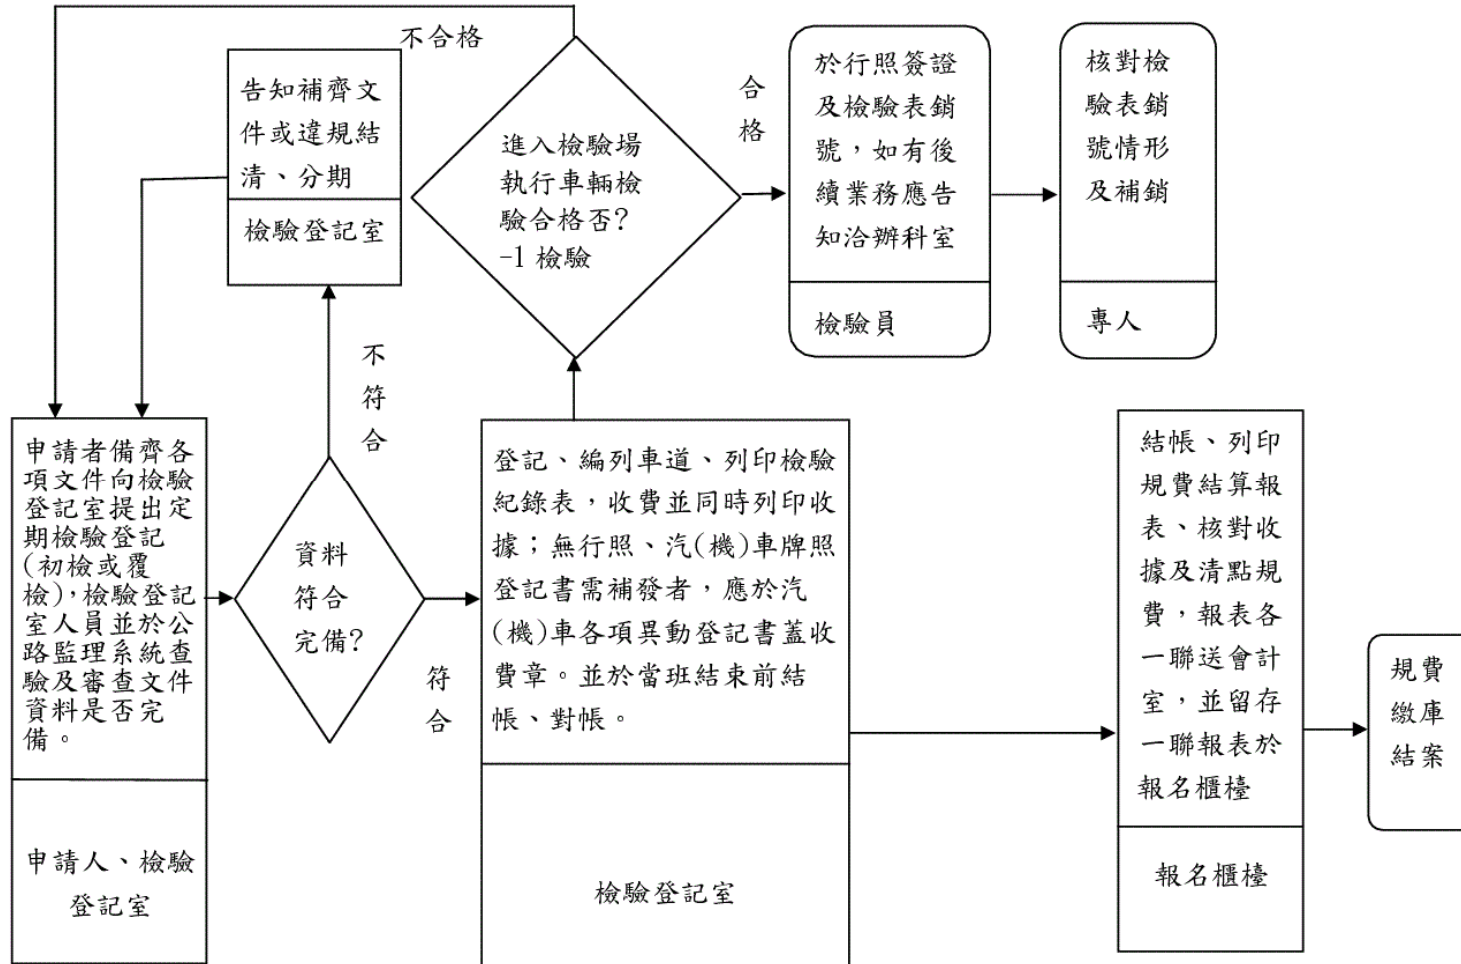 不合格
告知補齊文
件或違規結
清、分期
檢驗登記室
進入檢驗場
執行車輛檢
驗合格否?
-1 檢驗
合
格
於行照簽證
及檢驗表銷
號，如有後
續業務應告
知洽辦科室
檢驗員
核對檢
驗表銷
號情形
及補銷
專人
不
符
合
申請者備齊各
項文件向檢驗
登記室提出定
期檢驗登記
(初檢或覆
檢)，檢驗登記
室人員並於公
路監理系統查
驗及審查文件
資料是否完
備。
申請人、檢驗
登記室
資料
符合
完備?
符
合
登記、編列車道、列印檢驗
紀錄表，收費並同時列印收
據；無行照、汽(機)車牌照
登記書需補發者，應於汽
(機)車各項異動登記書蓋收
費章。並於當班結束前結
帳、對帳。
檢驗登記室
結帳、列印
規費結算報
表、核對收
據及清點規
費，報表各
一聯送會計
室，並留存
一聯報表於
報名櫃檯
報名櫃檯
規費
繳庫
結案